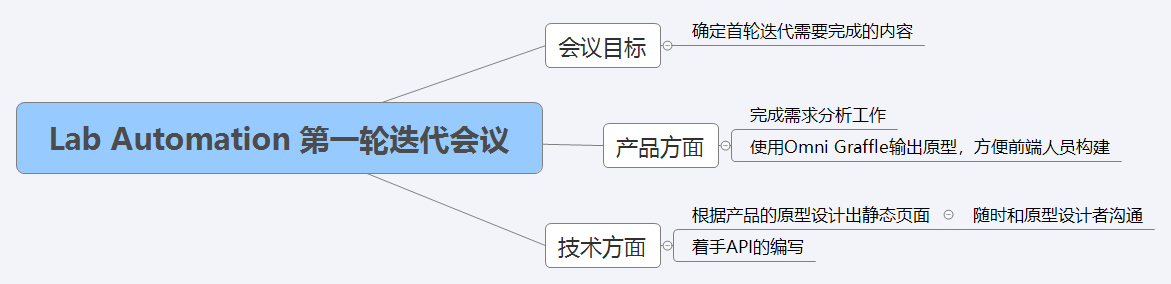 Lab Automation 第一轮迭代会议
会议目标
确定首轮迭代需要完成的内容
产品方面
完成需求分析工作
使用Omni Graffle输出原型，方便前端人员构建
技术方面
根据产品的原型设计出静态页面
随时和原型设计者沟通
着手API的编写